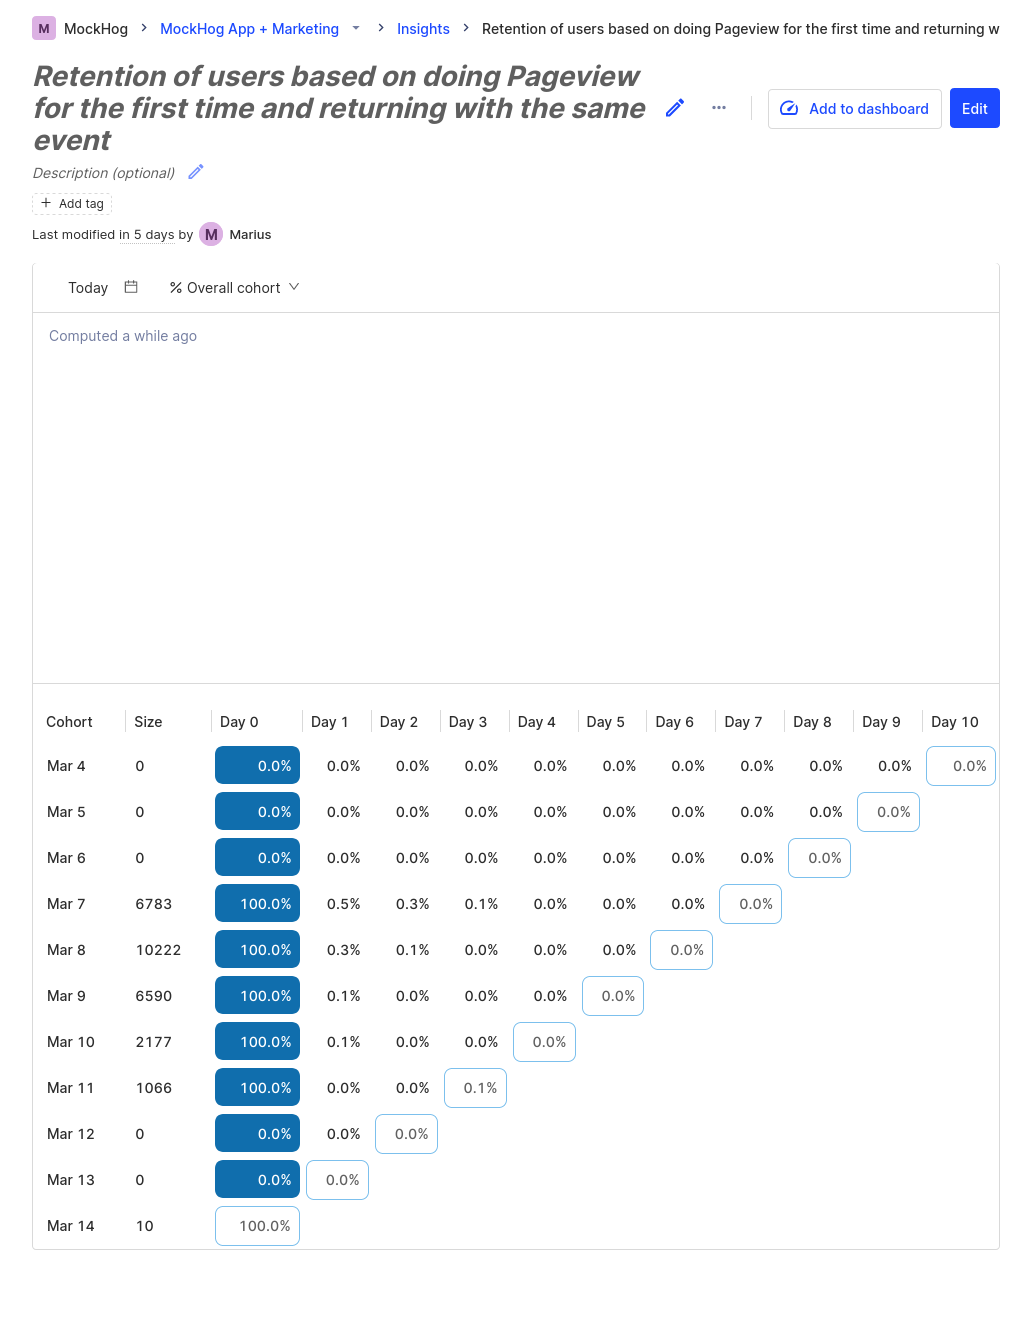 M MockHog > MockHog App + Marketing > Insights > Retention of users based on doing Pageview for the first time and returning w
Retention of users based on doing Pageview
for the first time and returning with the same
event
Add to dashboard
Edit
Description (optional)
+ Add tag
Last modified in 5 days by M Marius
Today % Overall cohort
Computed a while ago
Cohort Size Day 0 Day 1 Day 2 Day 3 Day 4 Day 5 Day 6 Day 7 Day 8 Day 9 Day 10
Mar 4 0 0.0% 0.0% 0.0% 0.0% 0.0% 0.0% 0.0% 0.0% 0.0% 0.0% 0.0%
Mar 5 0 0.0% 0.0% 0.0% 0.0% 0.0% 0.0% 0.0% 0.0% 0.0% 0.0%
Mar 6 0 0.0% 0.0% 0.0% 0.0% 0.0% 0.0% 0.0% 0.0% 0.0%
Mar 7 6783 100.0% 0.5% 0.3% 0.1% 0.0% 0.0% 0.0% 0.0%
Mar 8 10222 100.0% 0.3% 0.1% 0.0% 0.0% 0.0% 0.0%
Mar 9 6590 100.0% 0.1% 0.0% 0.0% 0.0% 0.0%
Mar 10 2177 100.0% 0.1% 0.0% 0.0% 0.0%
Mar 11 1066 100.0% 0.0% 0.0% 0.1%
Mar 12 0 0.0% 0.0% 0.0%
Mar 13 0 0.0% 0.0%
Mar 14 10 100.0%